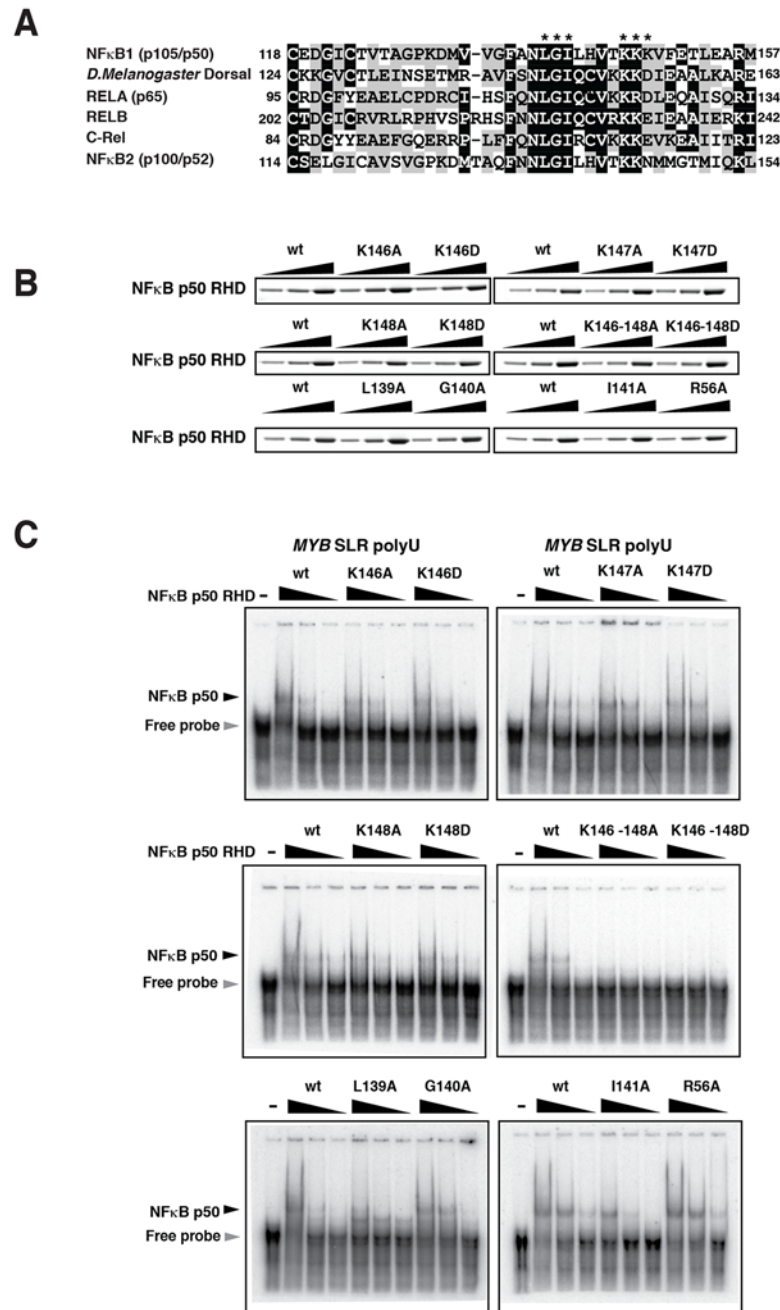 A
*** ***
NFκB1 (p105/p50) 118 CEDGICTVTAGPKDMV-VGFANLGILHVTKKKVFETLEARM 157
D.Melanogaster Dorsal 124 CKKGVCTLEINSETMR-AVFSNLGIQCVKKKDIEAALKARE 163
RELA (p65) 95 CRDGFYEAELCPDRCI-HSFQNLGIQCVKKRDLEQAISQRI 134
RELB 202 CTDGICRVRLRPHVSPRHSFNNLGIQCVRKKEIEAAIERKI 242
C-Rel 84 CRDGYYEAEFGQERRP-LFFQNLGIRCVKKKEVKEAIITRI 123
NFκB2 (p100/p52) 114 CSELGICAVSVGPKDMTAQFNNLGILHVTKKNMMGTMIQKL 154
B
wt K146A K146D wt K147A K147D
NFκB p50 RHD
wt K148A K148D wt K146-148A K146-148D
NFκB p50 RHD
wt L139A G140A wt I141A R56A
NFκB p50 RHD
C
MYB SLR polyU MYB SLR polyU
wt K146A K146D wt K147A K147D
NFκB p50 RHD - -
NFκB p50
Free probe
wt K148A K148D wt K146 -148A K146 -148D
NFκB p50 RHD - -
NFκB p50
Free probe
wt L139A G140A wt I141A R56A
- -
NFκB p50
Free probe